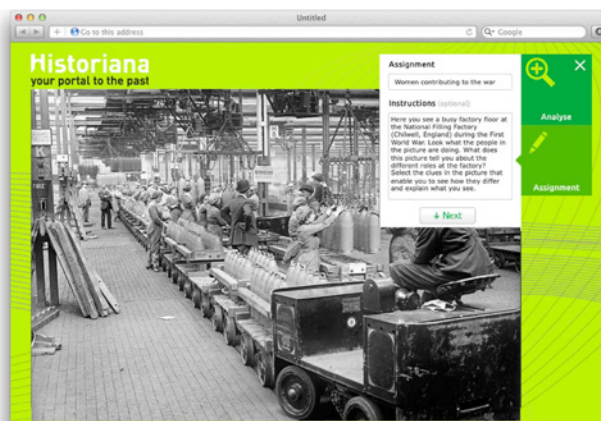 Untitled
Go to this address
Google
Historiana
your portal to the past
Assignment
Women contributing to the war
Instructions (optional)
Here you see a busy factory floor at
the National Filling Factory
(Chilwell, England) during the First
World War. Look what the people in
the picture are doing. What does
this picture tell you about the
different roles at the factory?
Select the clues in the picture that
enable you to see how they differ
and explain what you see.
Next
Analyse
Assignment